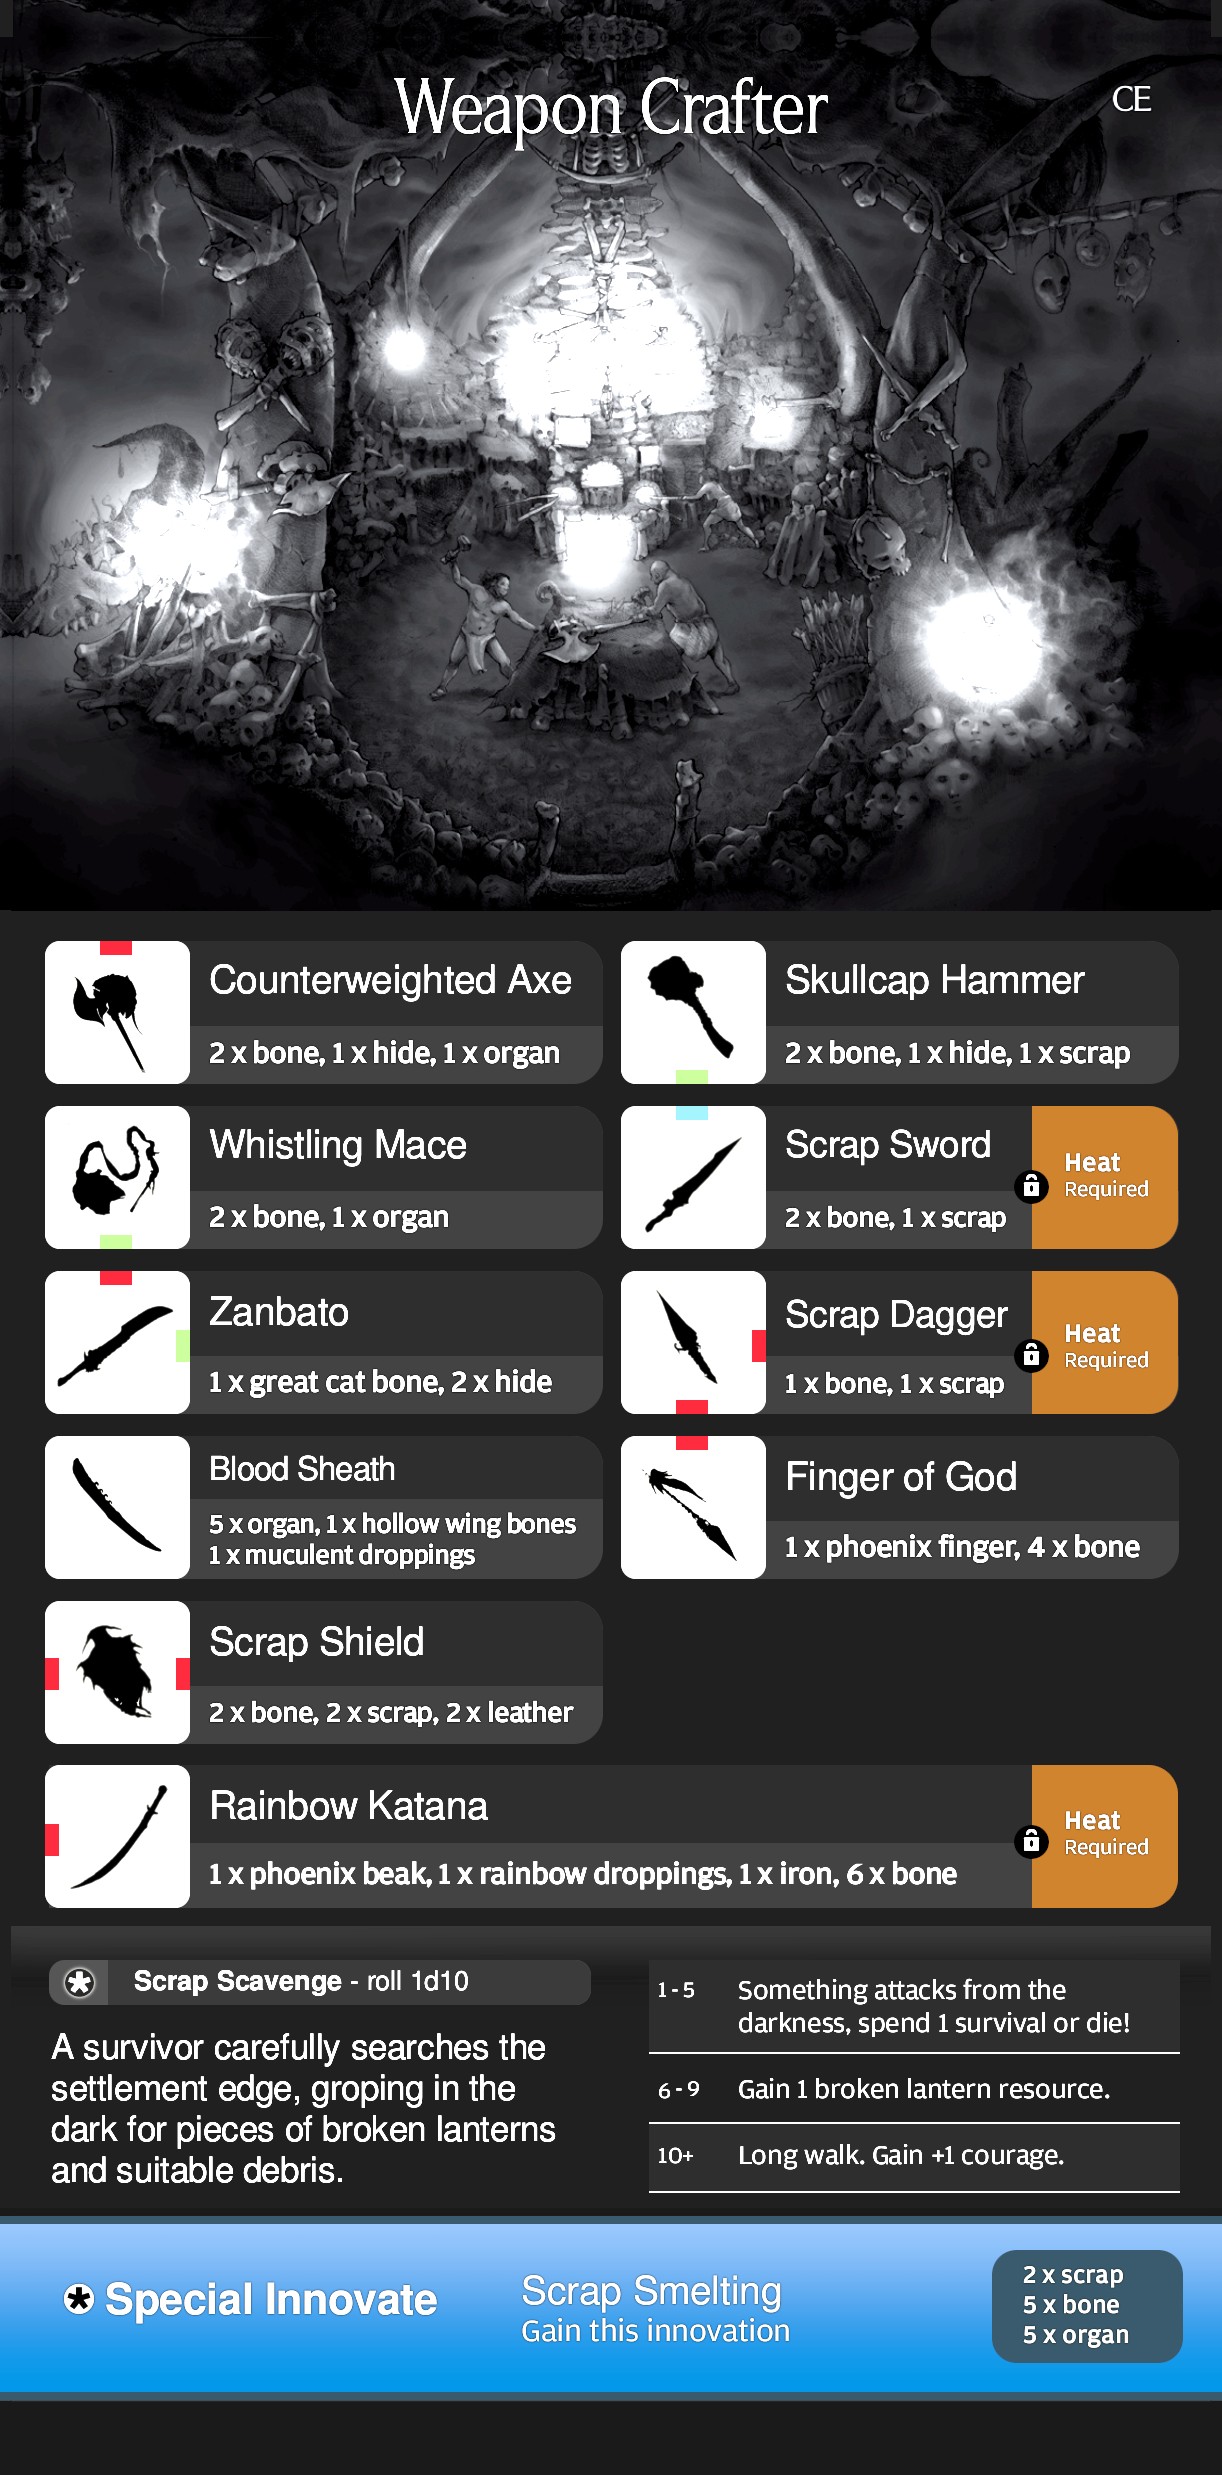 Weapon Crafter
CE
Counterweighted Axe
2 x bone, 1 x hide, 1 x organ
Skullcap Hammer
2 x bone, 1 x hide, 1 x scrap
Whistling Mace
2 x bone, 1 x organ
Scrap Sword
2 x bone, 1 x scrap
Heat
Required
Zanbato
1 x great cat bone, 2 x hide
Scrap Dagger
1 x bone, 1 x scrap
Heat
Required
Blood Sheath
5 x organ, 1 x hollow wing bones
1 x muculent droppings
Finger of God
1 x phoenix finger, 4 x bone
Scrap Shield
2 x bone, 2 x scrap, 2 x leather
Rainbow Katana
1 x phoenix beak, 1 x rainbow droppings, 1 x iron, 6 x bone
Heat
Required
Scrap Scavenge - roll 1d10
A survivor carefully searches the
settlement edge, groping in the
dark for pieces of broken lanterns
and suitable debris.
1 - 5 Something attacks from the
darkness, spend 1 survival or die!
6 - 9 Gain 1 broken lantern resource.
10+ Long walk. Gain +1 courage.
Special Innovate
Scrap Smelting
Gain this innovation
2 x scrap
5 x bone
5 x organ